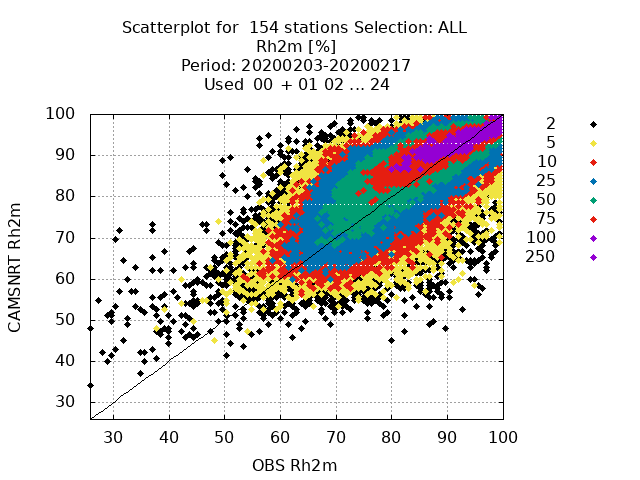 Scatterplot for  154 stations Selection: ALL
Rh2m [%]
Period: 20200203-20200217
Used  00 + 01 02 ... 24
100
90
80
70
60
50
40
30
CAMSNRT Rh2m
30 40 50 60 70 80 90 100
OBS Rh2m
2
5
10
25
50
75
100
250